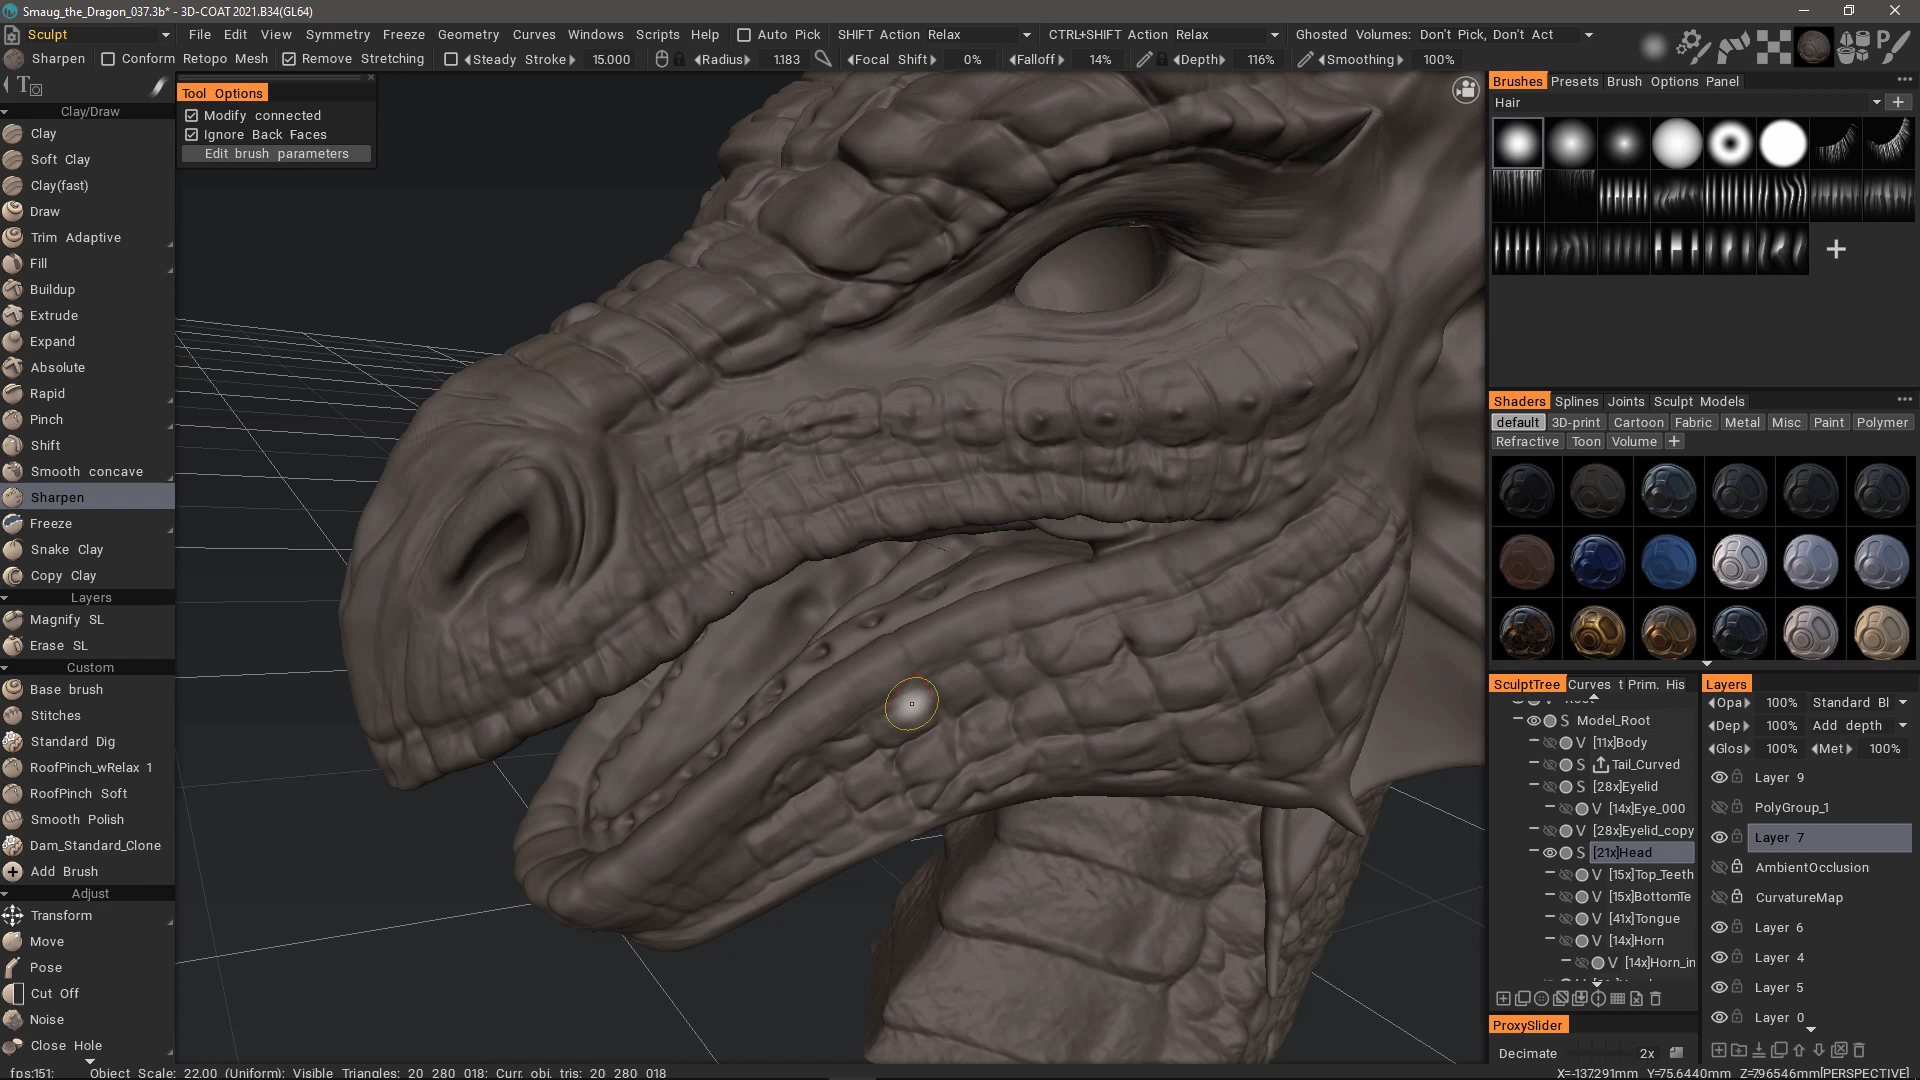 Smaug_the_Dragon_037.3b* - 3D-COAT 2021.B34(GL64)
Sculpt File Edit View Symmetry Freeze Geometry Curves Windows Scripts Help Auto Pick SHIFT Action Relax CTRL+SHIFT Action Relax Ghosted Volumes: Don't Pick, Don't Act
Sharpen Conform Retopo Mesh Remove Stretching Steady Stroke 15.000 Radius 1.183 Focal Shift 0% Falloff 14% Depth 116% Smoothing 100%
Tool Options
Modify connected
Ignore Back Faces
Edit brush parameters
Clay/Draw
Clay
Soft Clay
Clay(fast)
Draw
Trim Adaptive
Fill
Buildup
Extrude
Expand
Absolute
Rapid
Pinch
Shift
Smooth concave
Sharpen
Freeze
Snake Clay
Copy Clay
Layers
Magnify SL
Erase SL
Custom
Base brush
Stitches
Standard Dig
RoofPinch_wRelax 1
RoofPinch Soft
Smooth Polish
Dam_Standard_Clone
Add Brush
Adjust
Transform
Move
Pose
Cut Off
Noise
Close Hole
Brushes Presets Brush Options Panel
Hair
Shaders Splines Joints Sculpt Models
default 3D-print Cartoon Fabric Metal Misc Paint Polymer
Refractive Toon Volume
SculptTree Curves t Prim. His
Root
S Model_Root
V [11x]Body
S Tail_Curved
S [28x]Eyelid
V [14x]Eye_000
V [28x]Eyelid_copy
S [21x]Head
V [15x]Top_Teeth
V [15x]BottomTe
V [41x]Tongue
V [14x]Horn
V [14x]Horn_in
ProxySlider
Decimate 2x
Layers
Opa 100% Standard Bl
Dep 100% Add depth
Glos 100% Met 100%
Layer 9
PolyGroup_1
Layer 7
AmbientOcclusion
CurvatureMap
Layer 6
Layer 4
Layer 5
Layer 0
fps:151: Object Scale: 22.00 (Uniform): Visible Triangles: 20 280 018: Curr. obj. tris: 20 280 018 X=-137.291mm Y=75.6440mm Z=7.96546mm[PERSPECTIVE]